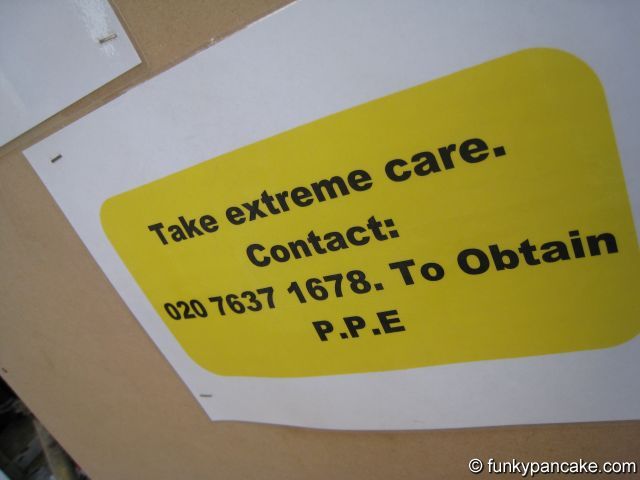 Take extreme care.
Contact:
020 7637 1678. To Obtain
P.P.E
© funkypancake.com